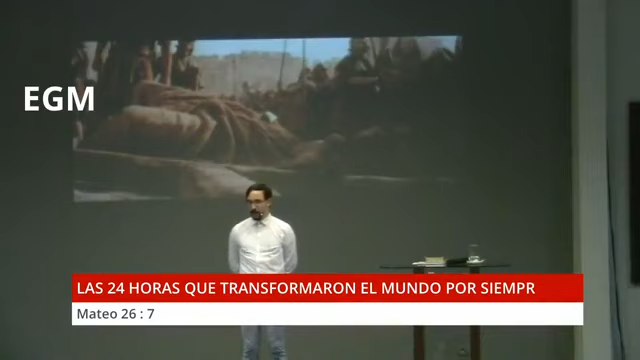 EGM
LAS 24 HORAS QUE TRANSFORMARON EL MUNDO POR SIEMPR
Mateo 26 : 7